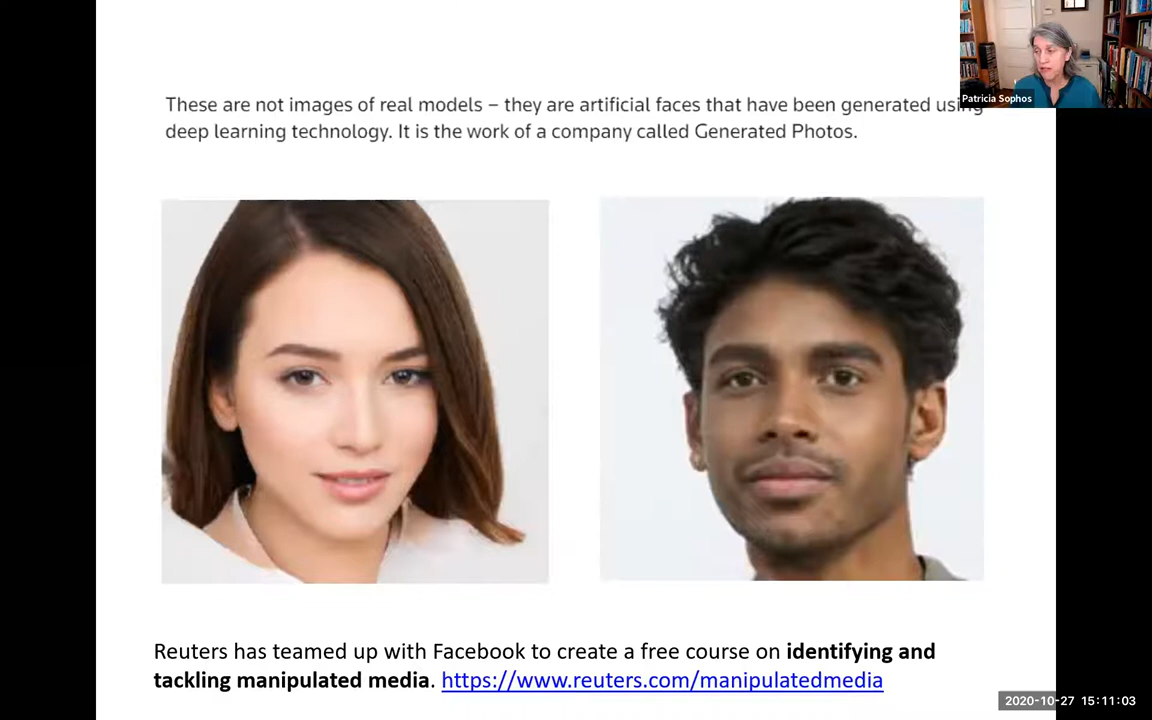 Patricia Sophos
These are not images of real models – they are artificial faces that have been generated using
deep learning technology. It is the work of a company called Generated Photos.
Reuters has teamed up with Facebook to create a free course on identifying and
tackling manipulated media. https://www.reuters.com/manipulatedmedia
2020-10-27 15:11:03